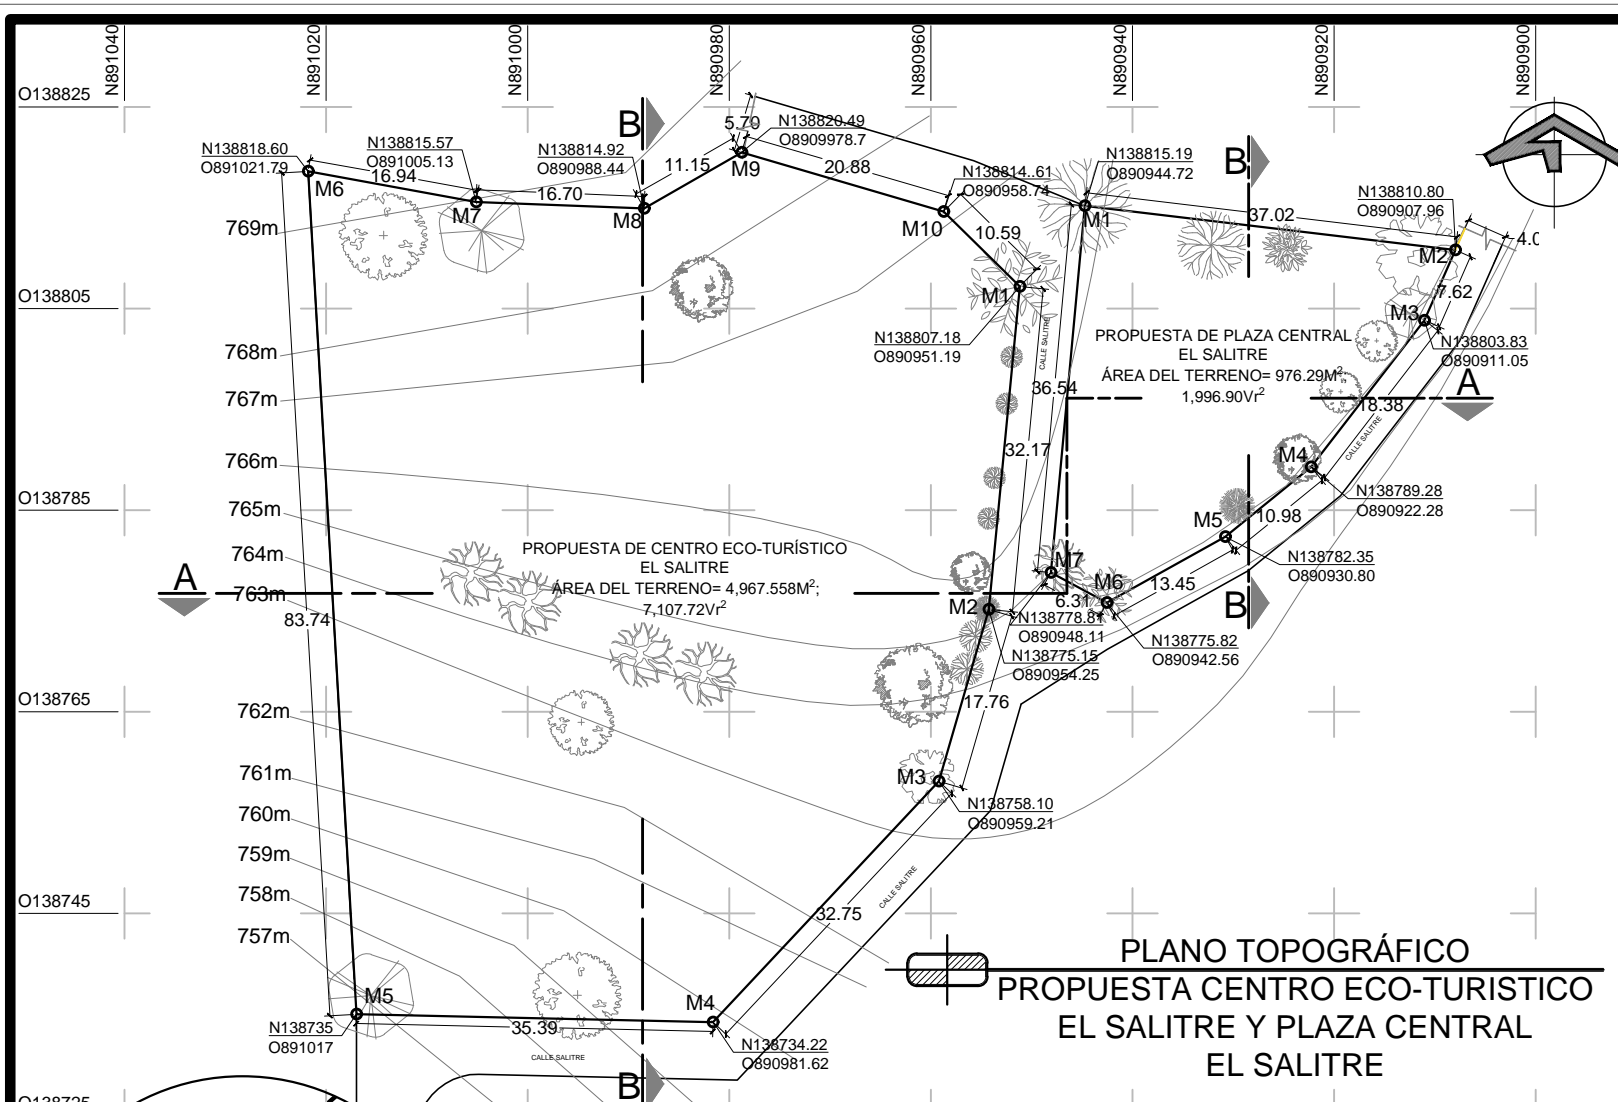 N891040
N891020
N891000
N890980
N890960
N890940
N890920
N890900
O138825
O138805
O138785
O138765
O138745
B
B
5.79
N138820.49
O8909978.7
N138818.60
O891021.79
N138815.57
O891005.13
N138814.92
O890988.44
11.15
M9
20.88
N138814..61
O890958.74
N138815.19
O890944.72
N138810.80
O890907.96
M6
16.94
M7
16.70
M8
M10
10.59
M1
37.02
M2
4.0
769m
M1
7.62
M3
N138807.18
O890951.19
CALLE SALITRE
PROPUESTA DE PLAZA CENTRAL
EL SALITRE
ÁREA DEL TERRENO= 976.29M²
1,996.90Vr²
N138803.83
O890911.05
768m
767m
36.54
A
18.38
CALLE SALITRE
766m
32.17
M4
N138789.28
O890922.28
765m
M5
10.98
764m
PROPUESTA DE CENTRO ECO-TURÍSTICO
EL SALITRE
ÁREA DEL TERRENO= 4,967.558M²;
7,107.72Vr²
N138782.35
O890930.80
A
763m
83.74
M7
M6
13.45
M2
6.31
B
N138778.81
O890948.11
N138775.15
O890954.25
N138775.82
O890942.56
762m
17.76
761m
M3
N138758.10
O890959.21
760m
759m
CALLE SALITRE
758m
32.75
757m
M5
M4
35.39
N138735
O891017
N138734.22
O890981.62
CALLE SALITRE
B
PLANO TOPOGRÁFICO
PROPUESTA CENTRO ECO-TURISTICO
EL SALITRE Y PLAZA CENTRAL
EL SALITRE